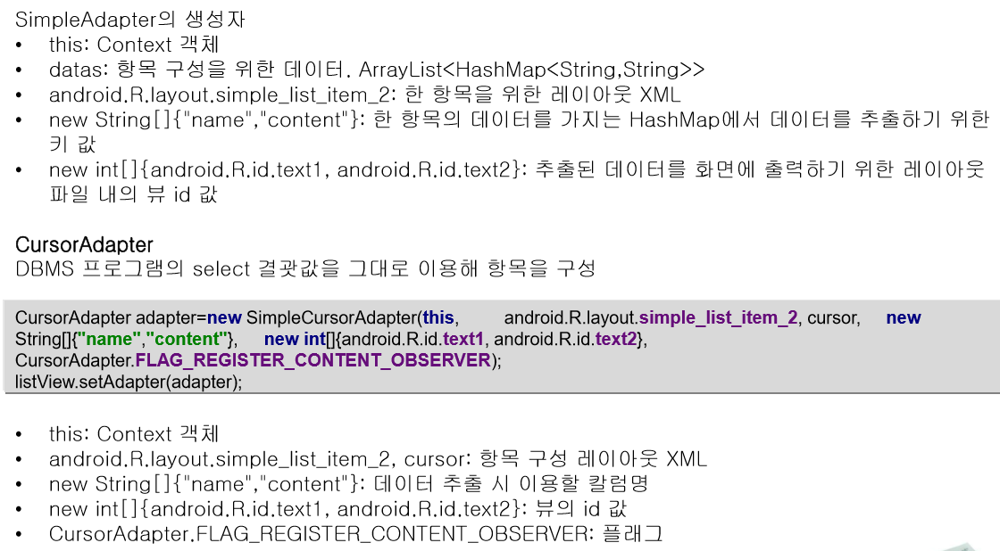 SimpleAdapter의 생성자
• this: Context 객체
• datas: 항목 구성을 위한 데이터. ArrayList<HashMap<String,String>>
• android.R.layout.simple_list_item_2: 한 항목을 위한 레이아웃 XML
• new String[]{"name","content"}: 한 항목의 데이터를 가지는 HashMap에서 데이터를 추출하기 위한
키 값
• new int[]{android.R.id.text1, android.R.id.text2}: 추출된 데이터를 화면에 출력하기 위한 레이아웃
파일 내의 뷰 id 값
CursorAdapter
DBMS 프로그램의 select 결괏값을 그대로 이용해 항목을 구성
CursorAdapter adapter=new SimpleCursorAdapter(this, android.R.layout.simple_list_item_2, cursor, new
String[]{"name","content"}, new int[]{android.R.id.text1, android.R.id.text2},
CursorAdapter.FLAG_REGISTER_CONTENT_OBSERVER);
listView.setAdapter(adapter);
• this: Context 객체
• android.R.layout.simple_list_item_2, cursor: 항목 구성 레이아웃 XML
• new String[]{"name","content"}: 데이터 추출 시 이용할 칼럼명
• new int[]{android.R.id.text1, android.R.id.text2}: 뷰의 id 값
• CursorAdapter.FLAG_REGISTER_CONTENT_OBSERVER: 플래그